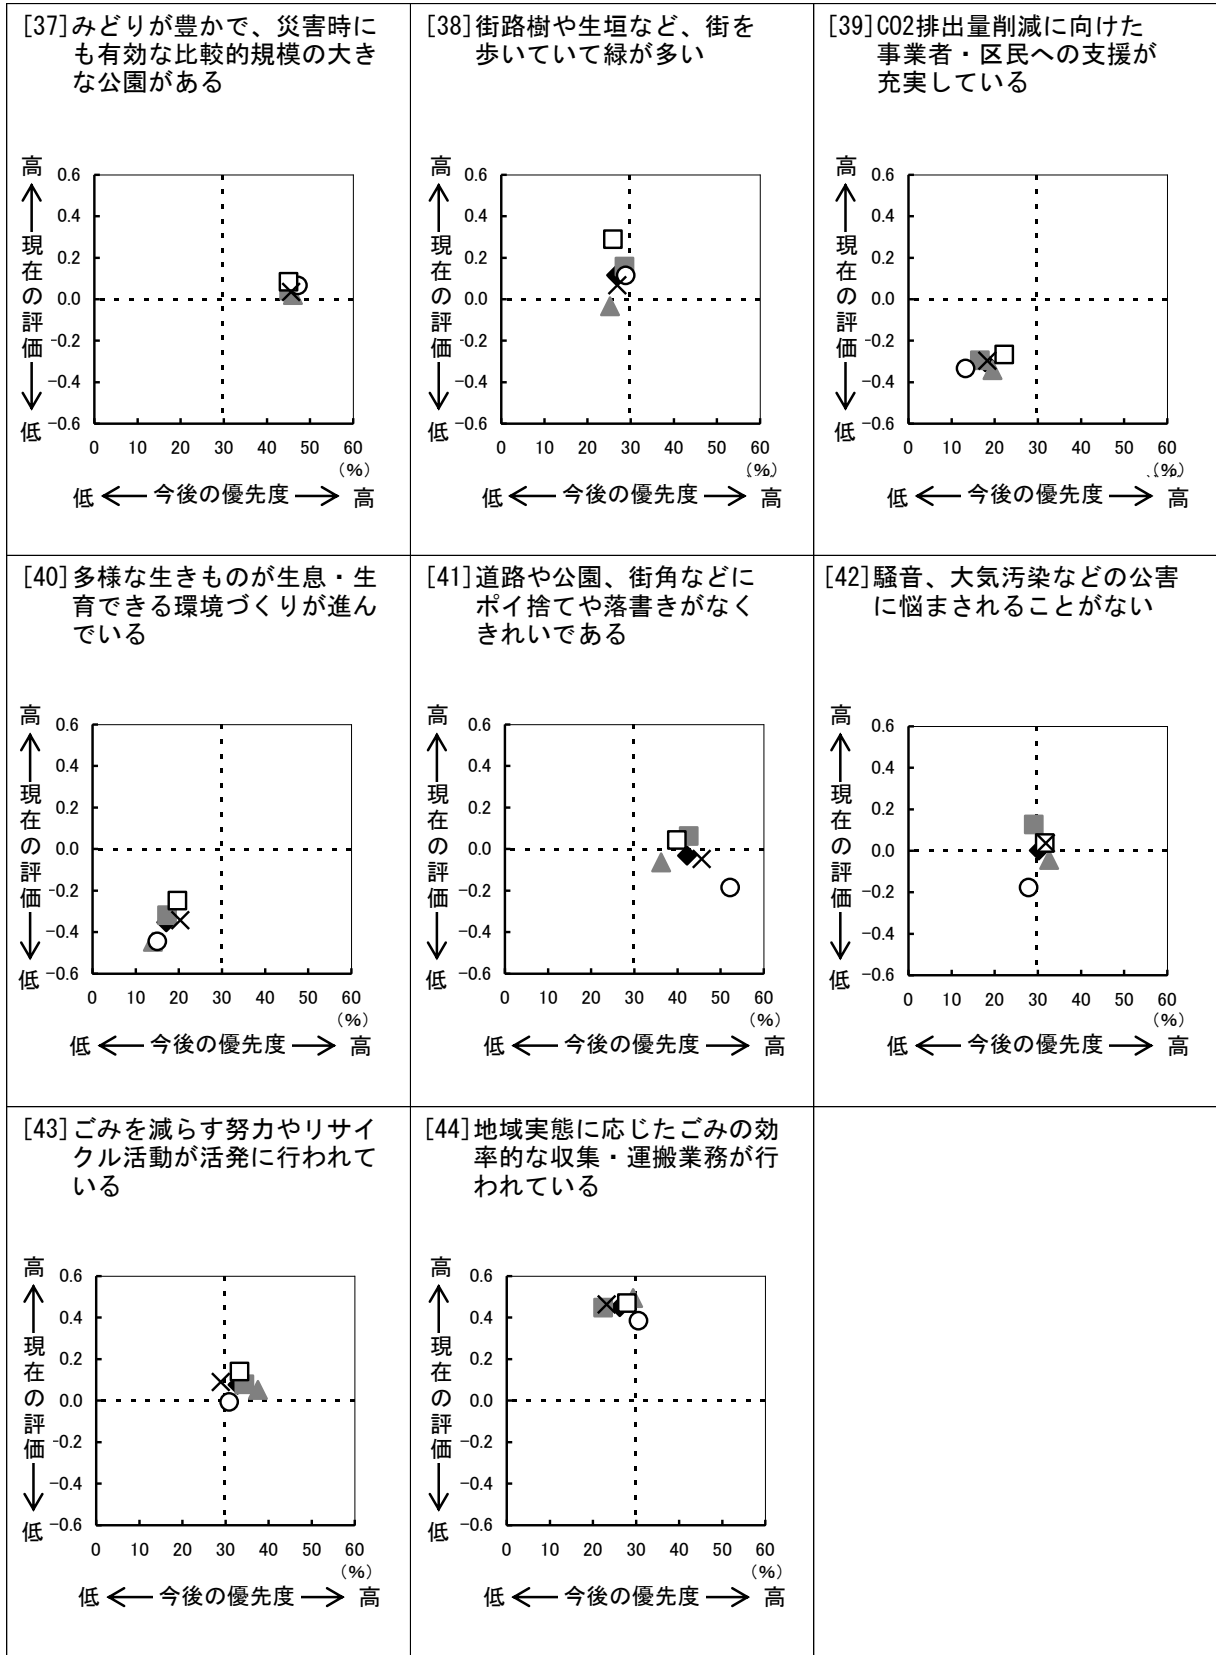 [37]みどりが豊かで、災害時に
も有効な比較的規模の大き
な公園がある
高
現在の評価
低
0.6
0.4
0.2
0.0
-0.2
-0.4
-0.6
0 10 20 30 40 50 60
(%)
低 ← 今後の優先度 → 高
[38]街路樹や生垣など、街を
歩いていて緑が多い
高
現在の評価
低
0.6
0.4
0.2
0.0
-0.2
-0.4
-0.6
0 10 20 30 40 50 60
(%)
低 ← 今後の優先度 → 高
[39]CO2排出量削減に向けた
事業者・区民への支援が
充実している
高
現在の評価
低
0.6
0.4
0.2
0.0
-0.2
-0.4
-0.6
0 10 20 30 40 50 60
(%)
低 ← 今後の優先度 → 高
[40]多様な生きものが生息・生
育できる環境づくりが進ん
でいる
高
現在の評価
低
0.6
0.4
0.2
0.0
-0.2
-0.4
-0.6
0 10 20 30 40 50 60
(%)
低 ← 今後の優先度 → 高
[41]道路や公園、街角などに
ポイ捨てや落書きがなく
きれいである
高
現在の評価
低
0.6
0.4
0.2
0.0
-0.2
-0.4
-0.6
0 10 20 30 40 50 60
(%)
低 ← 今後の優先度 → 高
[42]騒音、大気汚染などの公害
に悩まされることがない
高
現在の評価
低
0.6
0.4
0.2
0.0
-0.2
-0.4
-0.6
0 10 20 30 40 50 60
(%)
低 ← 今後の優先度 → 高
[43]ごみを減らす努力やリサイ
クル活動が活発に行われて
いる
高
現在の評価
低
0.6
0.4
0.2
0.0
-0.2
-0.4
-0.6
0 10 20 30 40 50 60
(%)
低 ← 今後の優先度 → 高
[44]地域実態に応じたごみの効
率的な収集・運搬業務が行
われている
高
現在の評価
低
0.6
0.4
0.2
0.0
-0.2
-0.4
-0.6
0 10 20 30 40 50 60
(%)
低 ← 今後の優先度 → 高